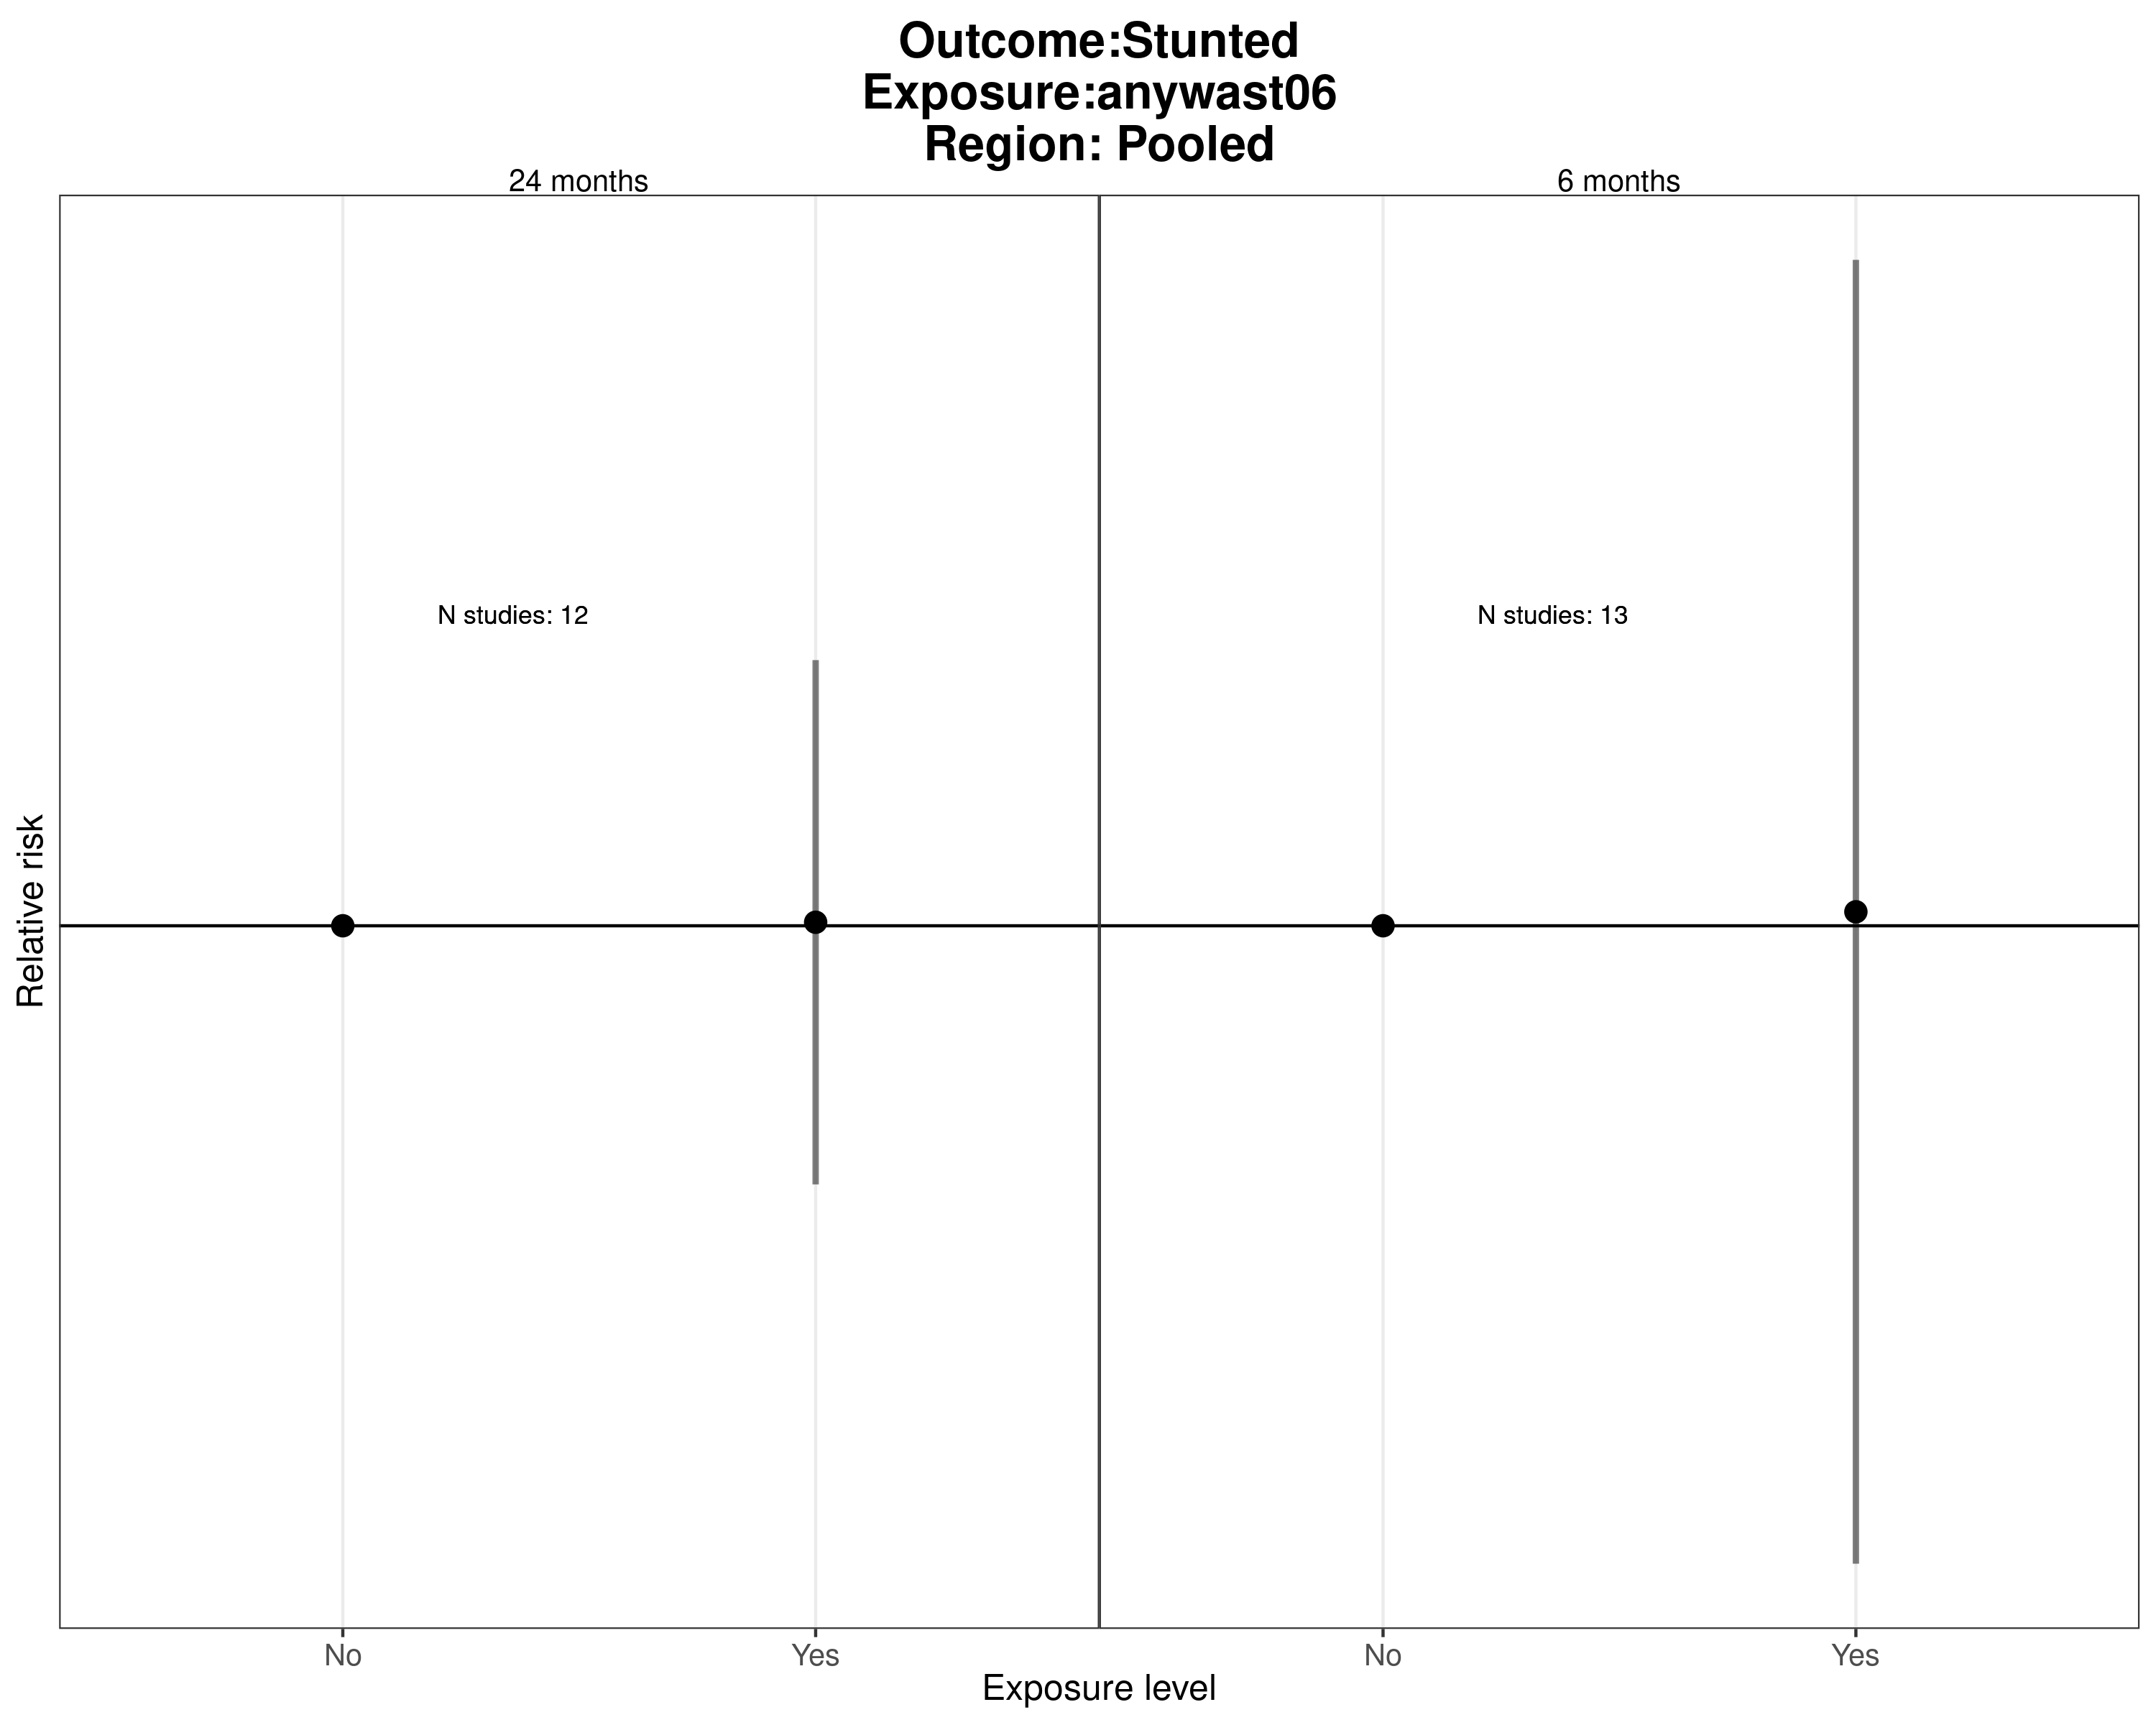 Outcome:Stunted
Exposure:anywast06
Region: Pooled
24 months
6 months
N studies: 12
N studies: 13
Relative risk
No
Yes
No
Yes
Exposure level